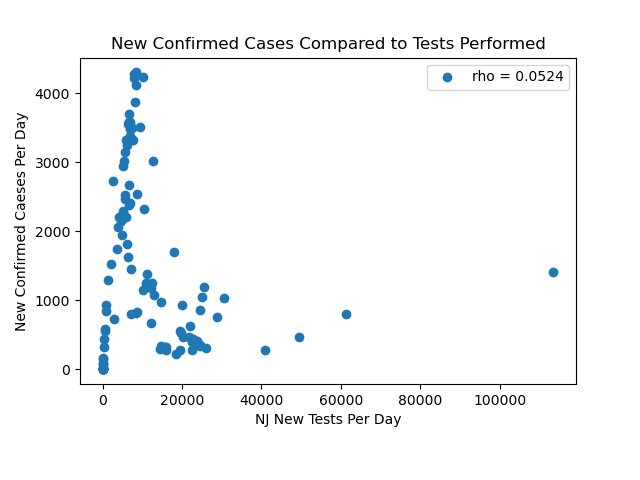 New Confirmed Cases Compared to Tests Performed
rho = 0.0524
New Confirmed Caeses Per Day
4000
3000
2000
1000
0
0 20000 40000 60000 80000 100000
NJ New Tests Per Day